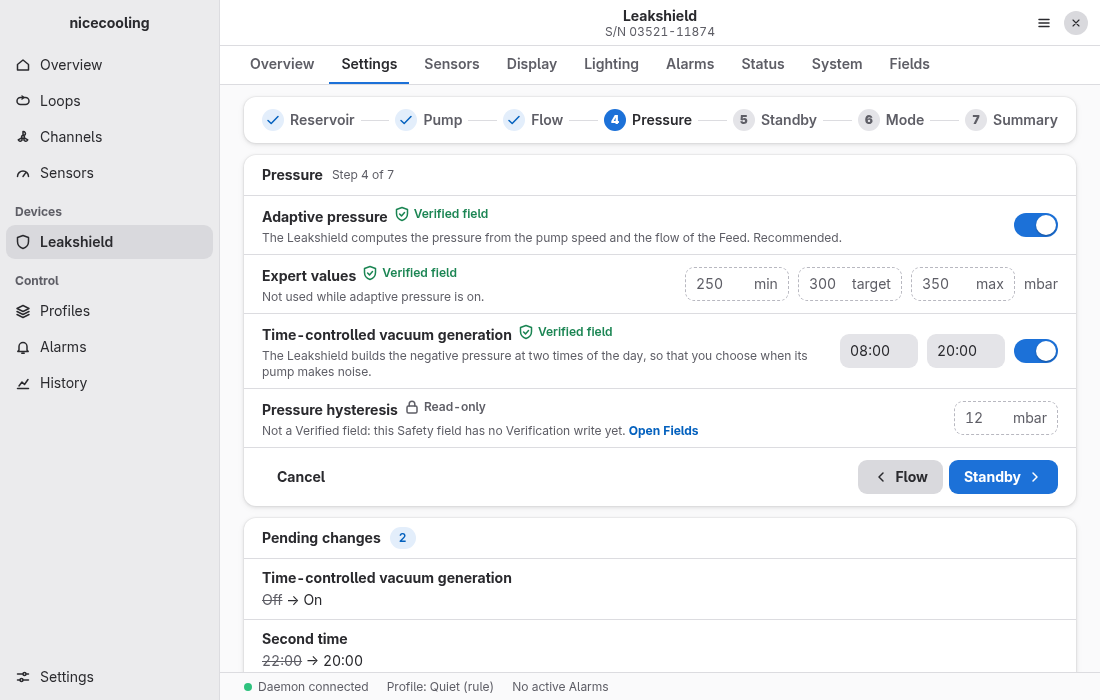 nicecooling
Overview
Loops
Channels
Sensors
Devices
Leakshield
Control
Profiles
Alarms
History
Settings
Leakshield
S/N 03521-11874
Overview Settings Sensors Display Lighting Alarms Status System Fields
Reservoir Pump Flow 4 Pressure 5 Standby 6 Mode 7 Summary
Pressure Step 4 of 7
Adaptive pressure Verified field
The Leakshield computes the pressure from the pump speed and the flow of the Feed. Recommended.
Expert values Verified field
Not used while adaptive pressure is on.
250 min 300 target 350 max mbar
Time-controlled vacuum generation Verified field
The Leakshield builds the negative pressure at two times of the day, so that you choose when its
pump makes noise.
08:00 20:00
Pressure hysteresis Read-only
Not a Verified field: this Safety field has no Verification write yet. Open Fields
12 mbar
Cancel Flow Standby
Pending changes 2
Time-controlled vacuum generation
Off → On
Second time
22:00 → 20:00
Daemon connected Profile: Quiet (rule) No active Alarms